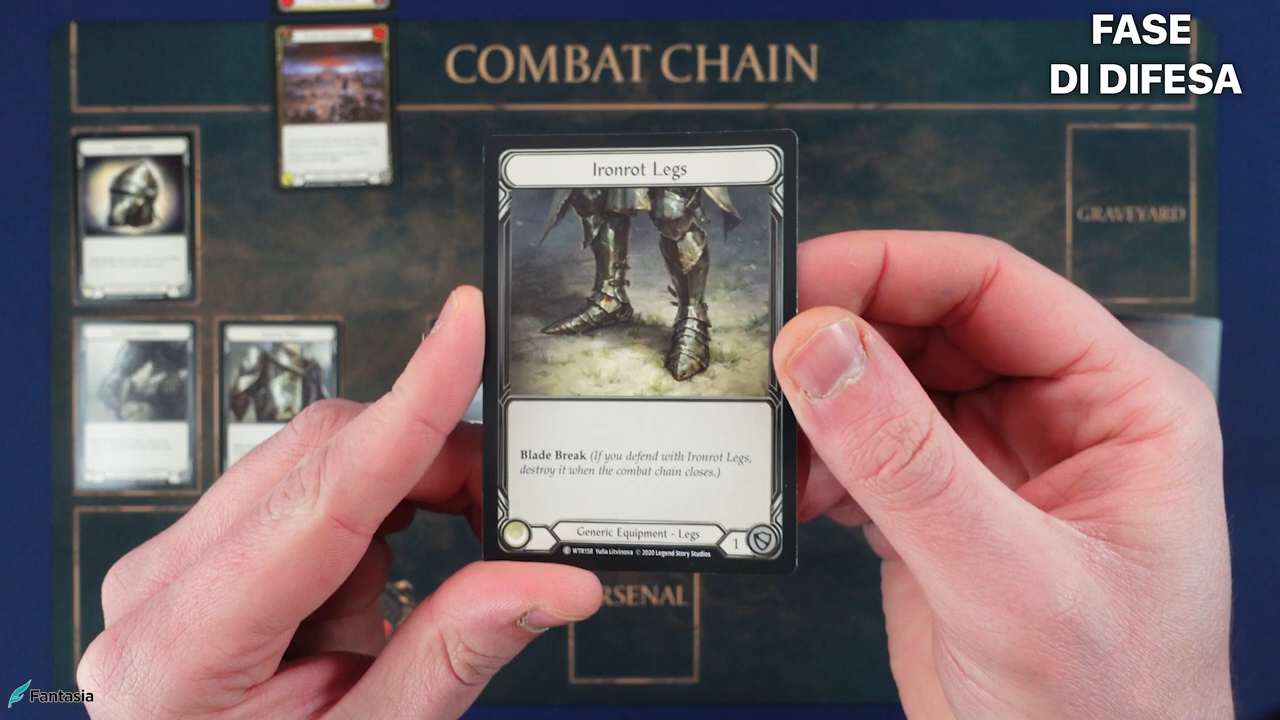 COMBAT CHAIN
FASE
DI DIFESA
Ironrot Legs
GRAVEYARD
Blade Break (If you defend with Ironrot Legs,
destroy it when the combat chain closes.)
Generic Equipment - Legs
1
© WTR158 Yulia Litvinova © 2020 Legend Story Studios
RSENAL
Fantasia